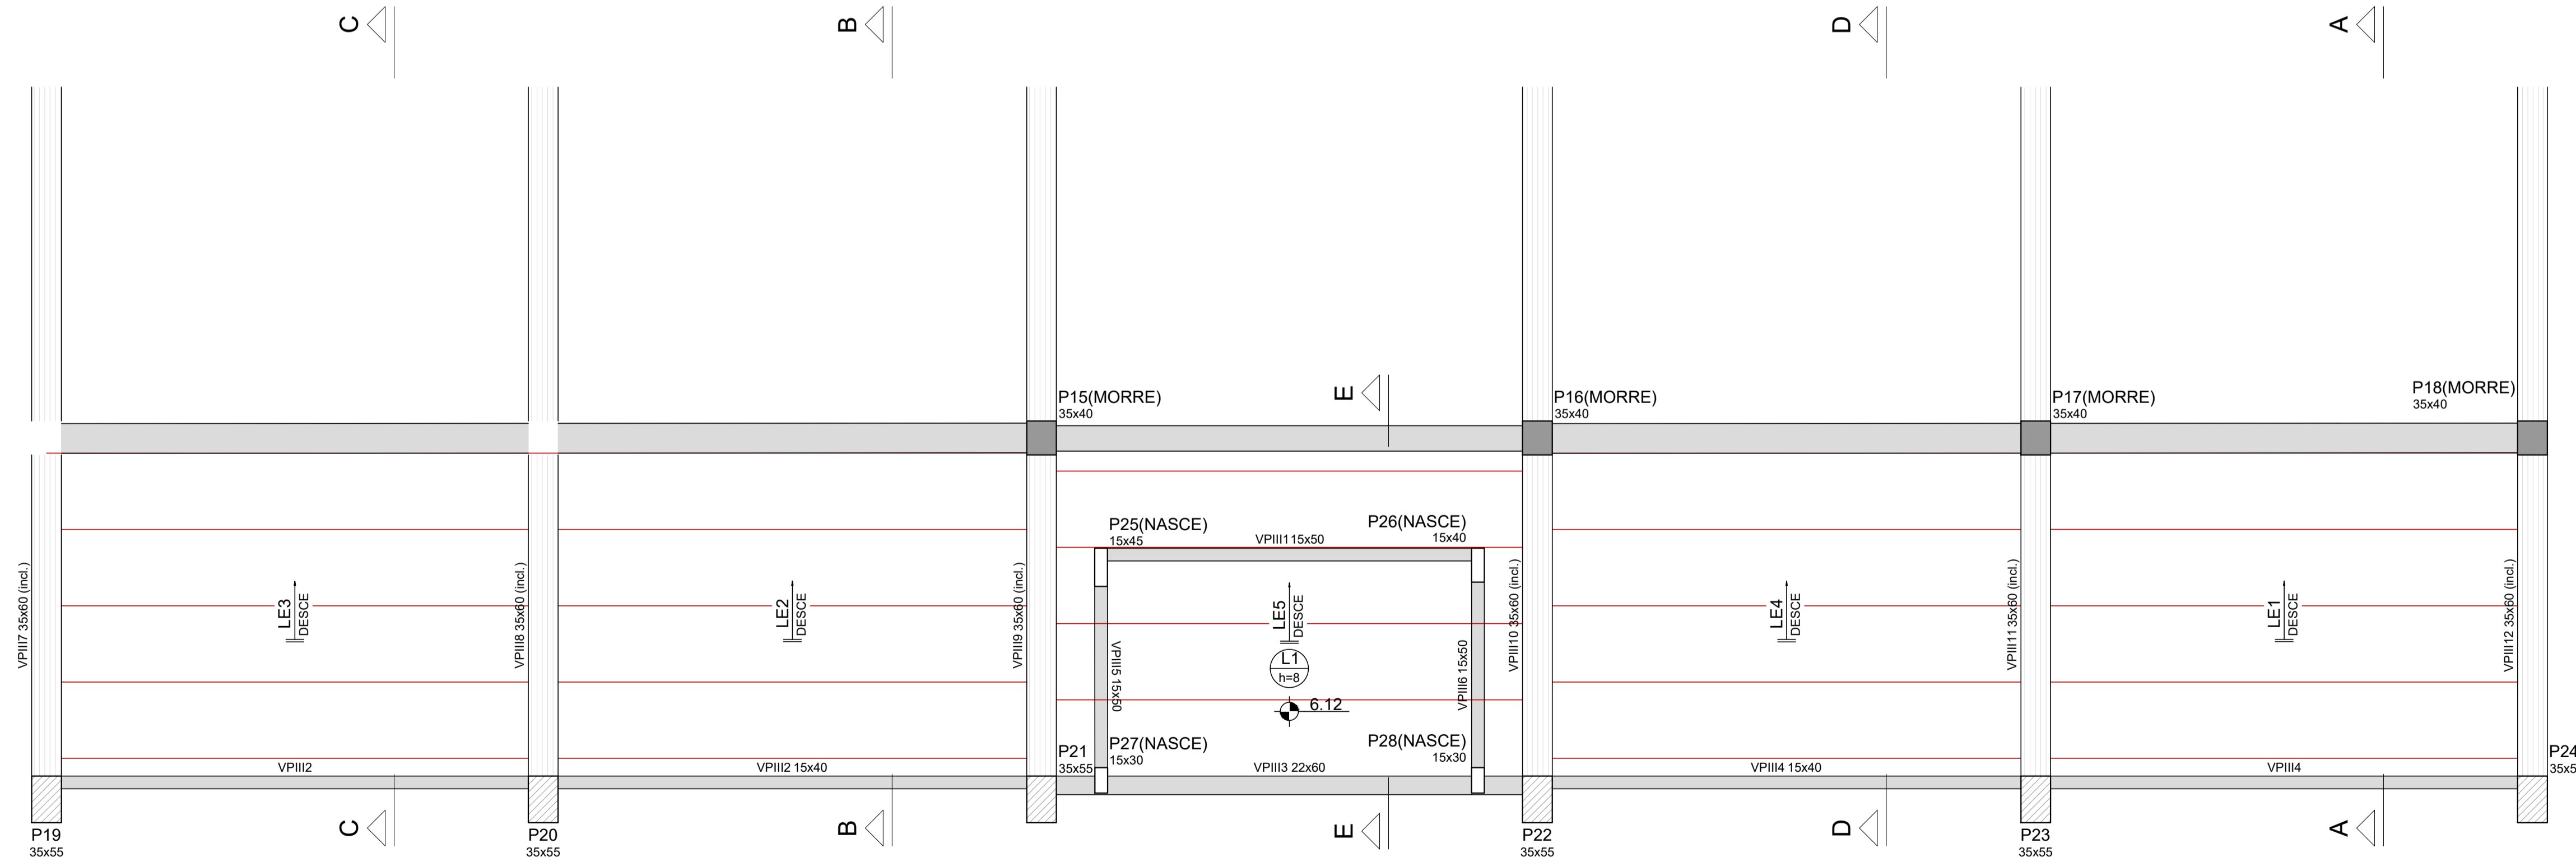 C
B
D
A
P15(MORRE)
35x40
E
P16(MORRE)
35x40
P17(MORRE)
35x40
P18(MORRE)
35x40
P25(NASCE)
15x45
VPIII1 15x50
P26(NASCE)
15x40
VPIII7 35x60 (incl.)
LE3
DESCE
VPIII8 35x60 (incl.)
LE2
DESCE
VPIII9 35x60 (incl.)
VPIII5 15x50
LE5
DESCE
L1
h=8
6.12
VPIII6 15x50
VPIII10 35x60 (incl.)
LE4
DESCE
VPIII11 35x60 (incl.)
LE1
DESCE
VPIII12 35x60 (incl.)
VPIII2
VPIII2 15x40
P21
35x55
P27(NASCE)
15x30
VPIII3 22x60
P28(NASCE)
15x30
VPIII4 15x40
VPIII4
P24
P19
35x55
C
P20
35x55
B
E
P22
35x55
D
P23
35x55
A